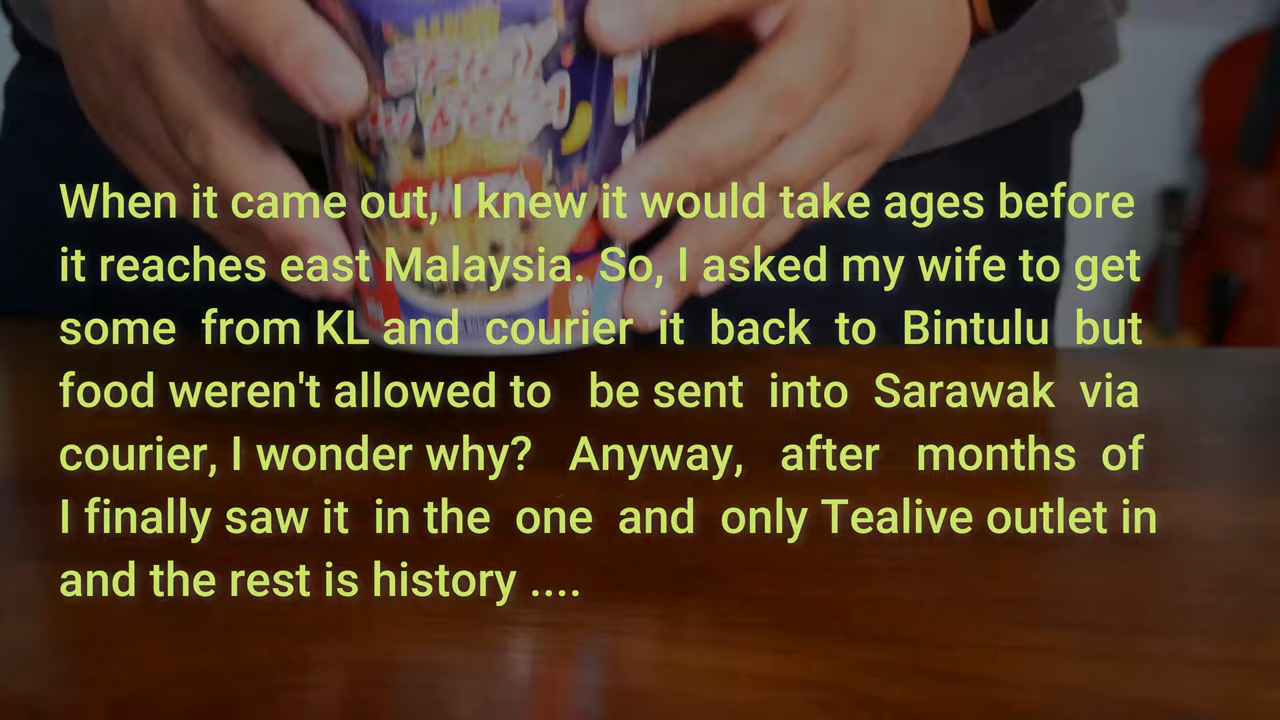 When it came out, I knew it would take ages before
it reaches east Malaysia. So, I asked my wife to get
some from KL and courier it back to Bintulu but
food weren't allowed to be sent into Sarawak via
courier, I wonder why? Anyway, after months of
I finally saw it in the one and only Tealive outlet in
and the rest is history ....